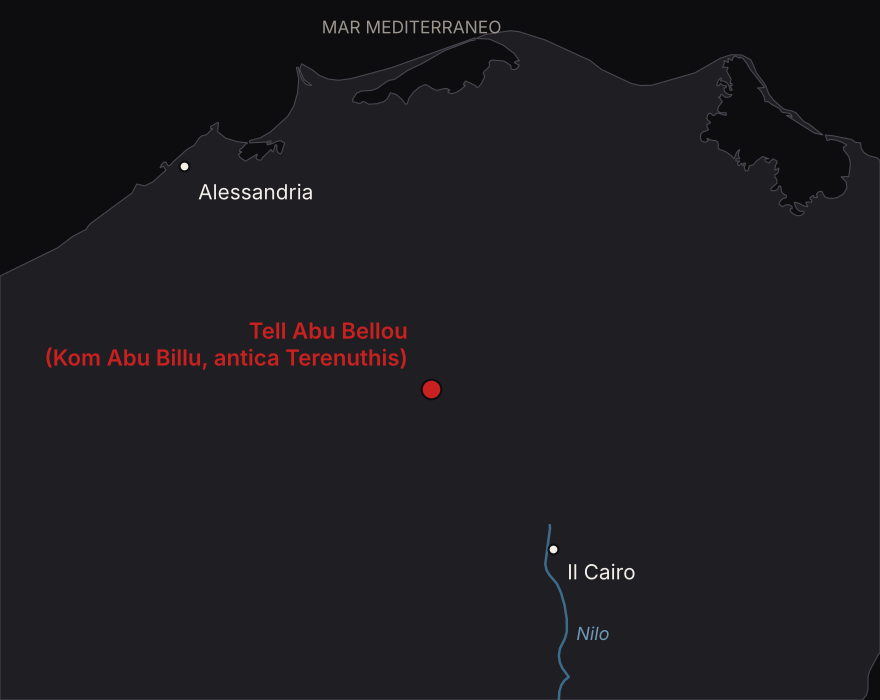 MAR MEDITERRANEO
Alessandria
Tell Abu Bellou
(Kom Abu Billu, antica Terenuthis)
Il Cairo
Nilo